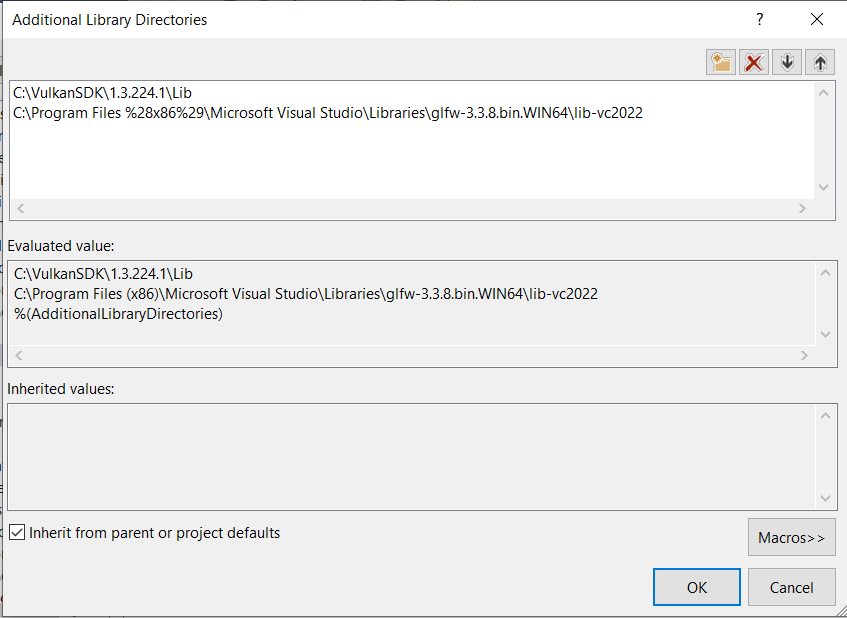 Additional Library Directories
?
C:\VulkanSDK\1.3.224.1\Lib
C:\Program Files %28x86%29\Microsoft Visual Studio\Libraries\glfw-3.3.8.bin.WIN64\lib-vc2022
Evaluated value:
C:\VulkanSDK\1.3.224.1\Lib
C:\Program Files (x86)\Microsoft Visual Studio\Libraries\glfw-3.3.8.bin.WIN64\lib-vc2022
%(AdditionalLibraryDirectories)
Inherited values:
Inherit from parent or project defaults
Macros>>
OK
Cancel